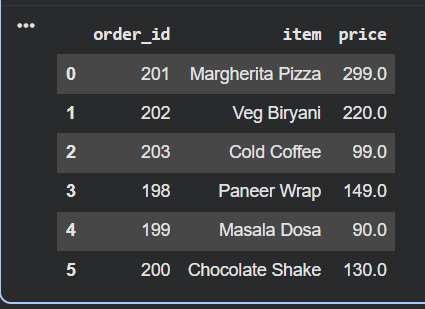 order_id item price
0 201 Margherita Pizza 299.0
1 202 Veg Biryani 220.0
2 203 Cold Coffee 99.0
3 198 Paneer Wrap 149.0
4 199 Masala Dosa 90.0
5 200 Chocolate Shake 130.0